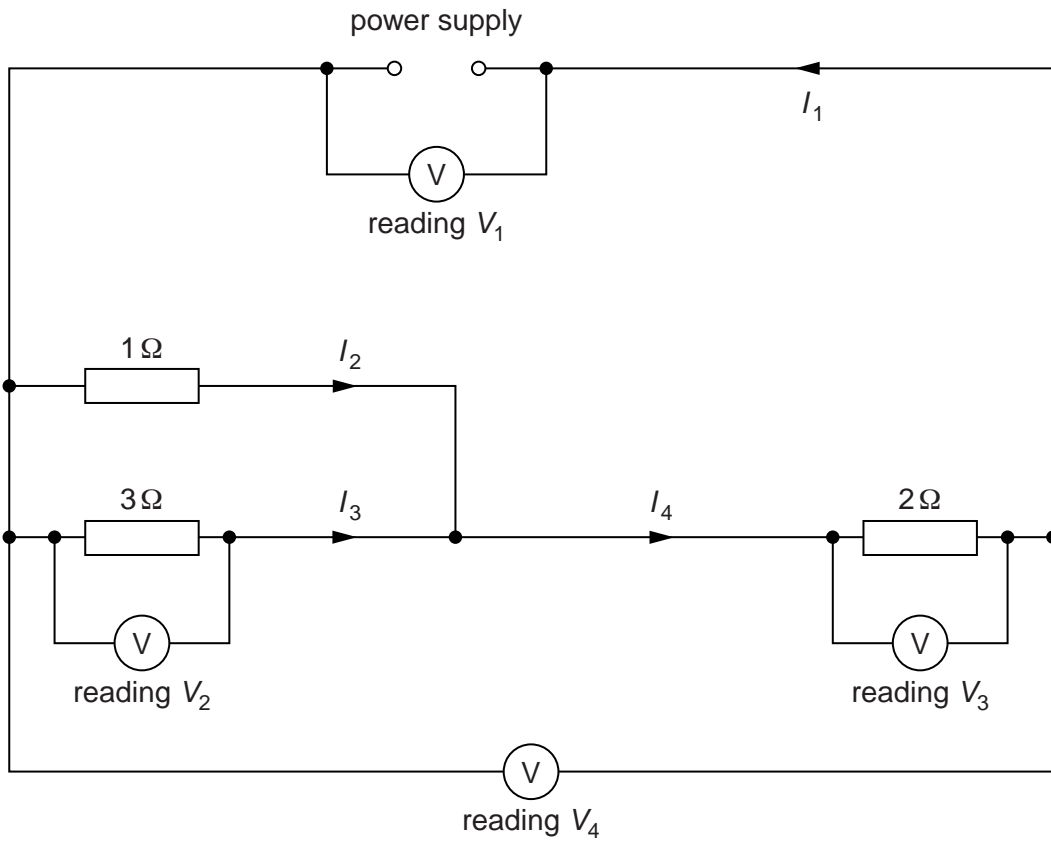 power supply
I1
V
reading V1
1 Ω
I2
3 Ω
I3
I4
2 Ω
V
V
reading V2
reading V3
V
reading V4